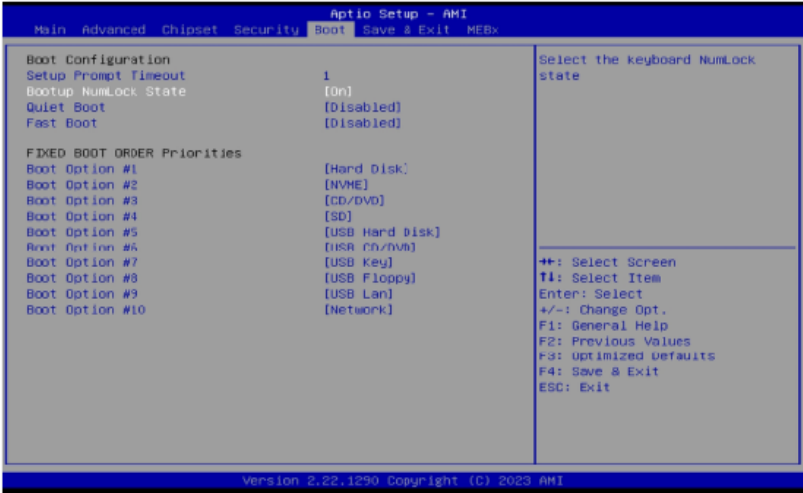 Aptio Setup - AMI
Main Advanced Chipset Security Boot Save & Exit MEBx
Boot Configuration
Setup Prompt Timeout 1
Bootup NumLock State [On]
Quiet Boot [Disabled]
Fast Boot [Disabled]
FIXED BOOT ORDER Priorities
Boot Option #1 [Hard Disk]
Boot Option #2 [NVME]
Boot Option #3 [CD/DVD]
Boot Option #4 [SD]
Boot Option #5 [USB Hard Disk]
Boot Option #6 [USB CD/DVD]
Boot Option #7 [USB Key]
Boot Option #8 [USB Floppy]
Boot Option #9 [USB Lan]
Boot Option #10 [Network]
Select the keyboard NumLock
state
→←: Select Screen
↑↓: Select Item
Enter: Select
+/-: Change Opt.
F1: General Help
F2: Previous Values
F3: Optimized Defaults
F4: Save & Exit
ESC: Exit
Version 2.22.1290 Copyright (C) 2023 AMI